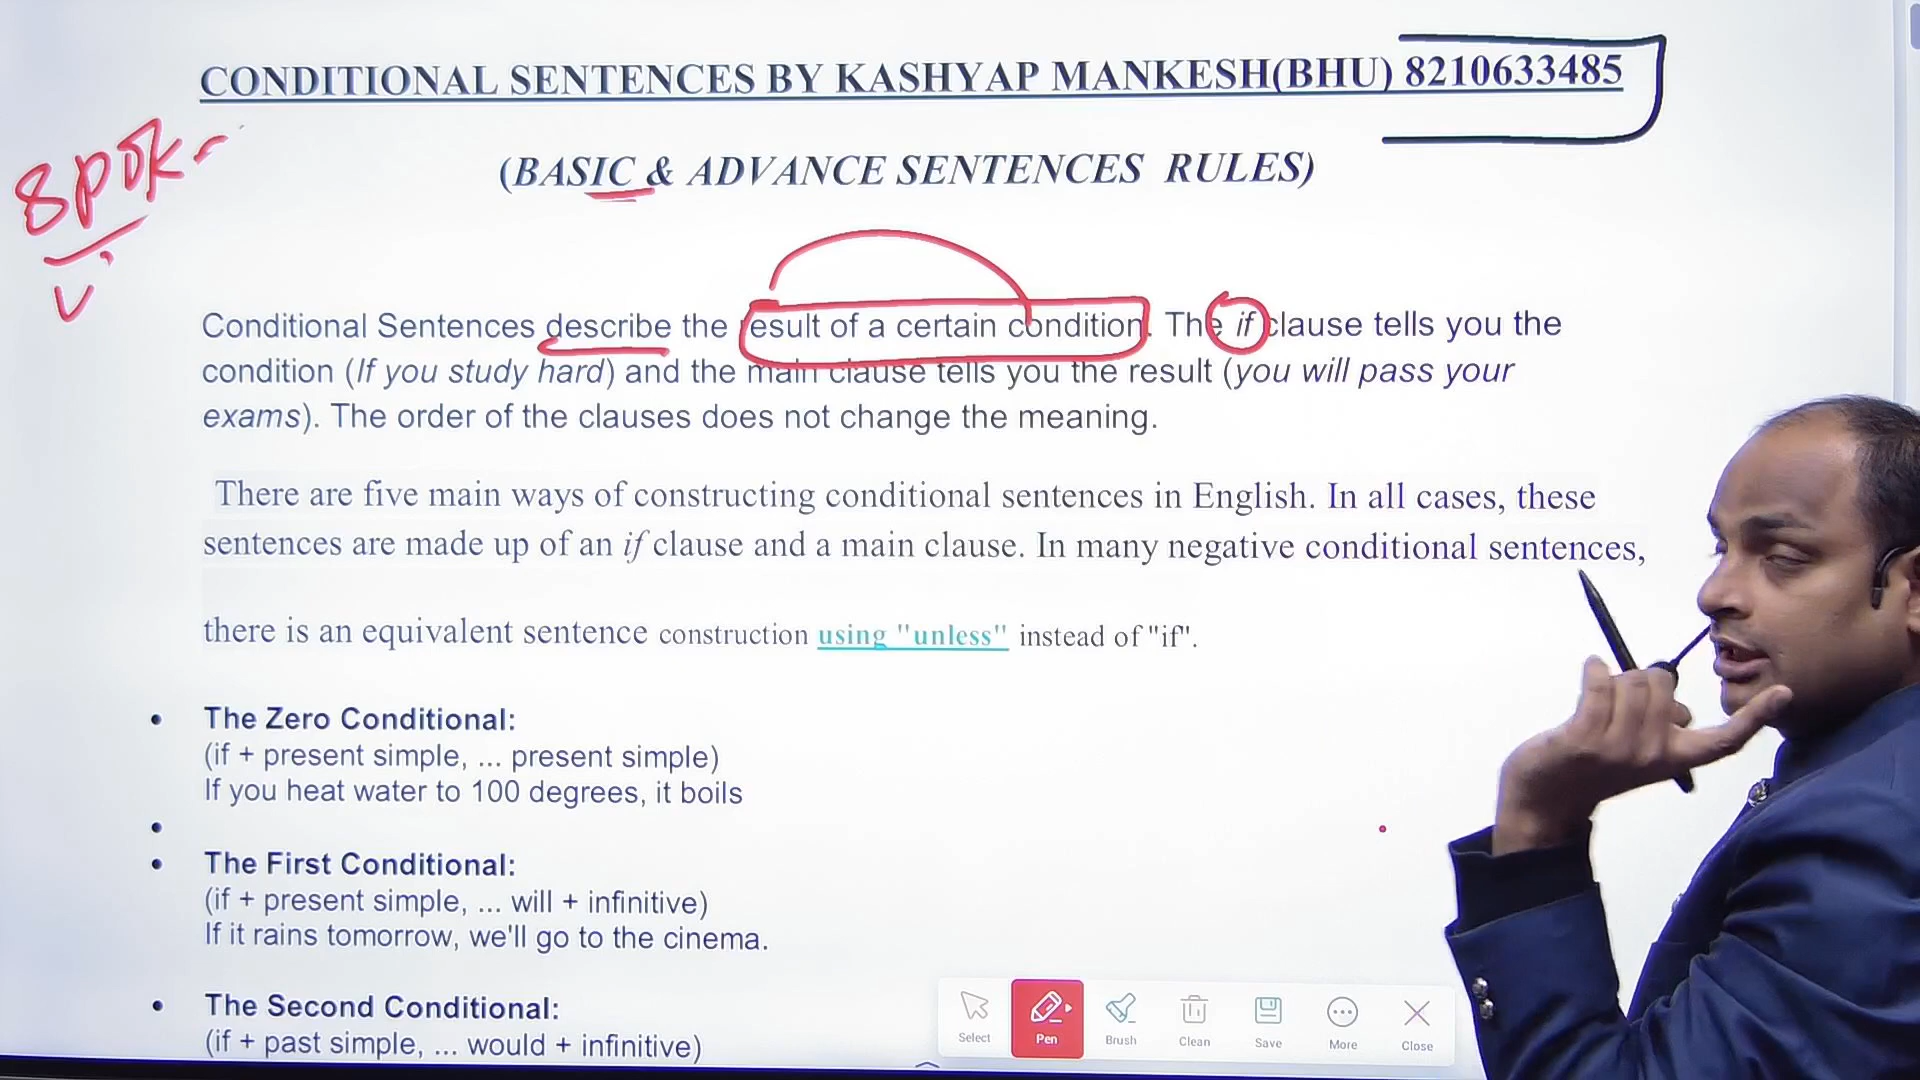 CONDITIONAL SENTENCES BY KASHYAP MANKESH(BHU) 8210633485
(BASIC & ADVANCE SENTENCES RULES)
Conditional Sentences describe the result of a certain condition. The if clause tells you the
condition (If you study hard) and the main clause tells you the result (you will pass your
exams). The order of the clauses does not change the meaning.
There are five main ways of constructing conditional sentences in English. In all cases, these
sentences are made up of an if clause and a main clause. In many negative conditional sentences,
there is an equivalent sentence construction using "unless" instead of "if".
• The Zero Conditional:
(if + present simple, ... present simple)
If you heat water to 100 degrees, it boils
•
• The First Conditional:
(if + present simple, ... will + infinitive)
If it rains tomorrow, we'll go to the cinema.
• The Second Conditional:
(if + past simple, ... would + infinitive)
Select Pen Brush Clean Save More Close